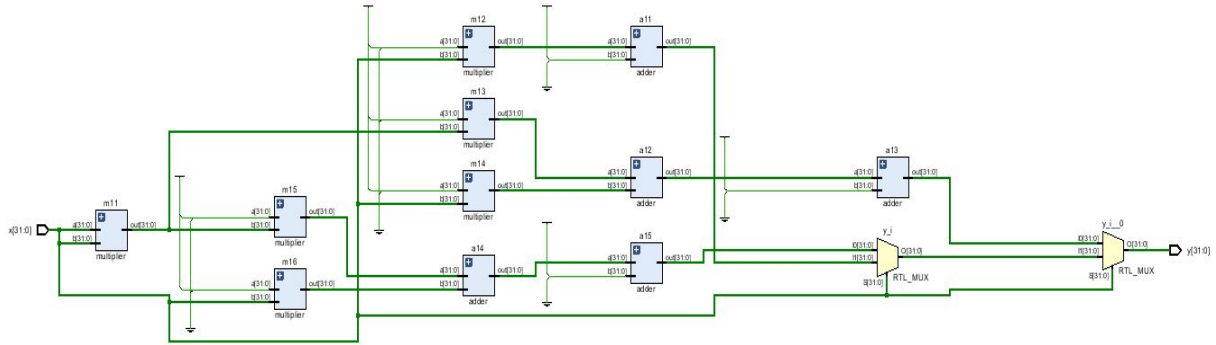 m12
a[31:0]
b[31:0]
out[31:0]
multiplier
a11
a[31:0]
b[31:0]
out[31:0]
adder
m13
a[31:0]
b[31:0]
out[31:0]
multiplier
m14
a[31:0]
b[31:0]
out[31:0]
multiplier
a12
a[31:0]
b[31:0]
out[31:0]
adder
a13
a[31:0]
b[31:0]
out[31:0]
adder
x[31:0]
m11
a[31:0]
b[31:0]
out[31:0]
multiplier
m15
a[31:0]
b[31:0]
out[31:0]
multiplier
m16
a[31:0]
b[31:0]
out[31:0]
multiplier
a14
a[31:0]
b[31:0]
out[31:0]
adder
a15
a[31:0]
b[31:0]
out[31:0]
adder
y_i
I0[31:0]
I1[31:0]
S[31:0]
O[31:0]
RTL_MUX
y_i__0
I0[31:0]
I1[31:0]
S[31:0]
O[31:0]
RTL_MUX
y[31:0]